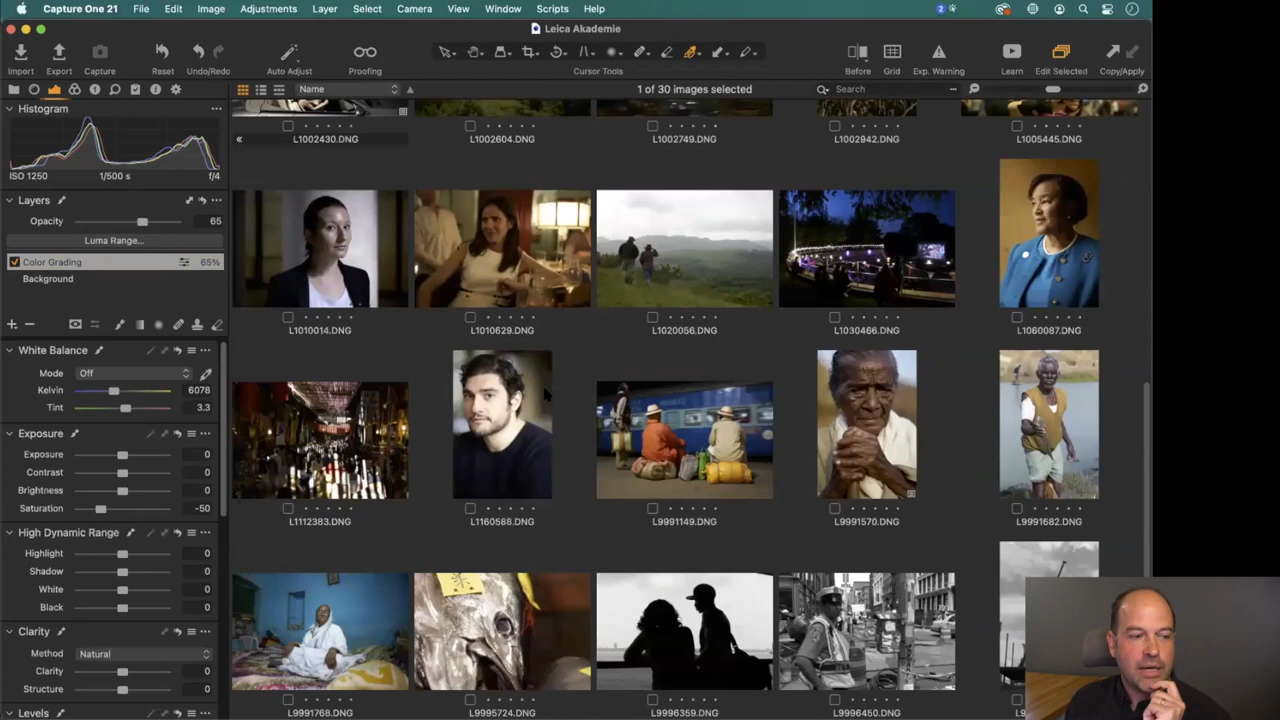 Capture One 21 File Edit Image Adjustments Layer Select Camera View Window Scripts Help 2
Leica Akademie
Import Export Capture Reset Undo/Redo Auto Adjust Proofing Cursor Tools Before Grid Exp. Warning Learn Edit Selected Copy/Apply
Name 1 of 30 images selected Search
Histogram
ISO 1250 1/500 s f/4
L1002430.DNG L1002604.DNG L1002749.DNG L1002942.DNG L1005445.DNG
Layers
Opacity 65
Luma Range...
Color Grading 65%
Background
L1010014.DNG L1010629.DNG L1020056.DNG L1030466.DNG L1060087.DNG
White Balance
Mode Off
Kelvin 6078
Tint 3.3
Exposure
Exposure 0
Contrast 0
Brightness 0
Saturation -50
L1112383.DNG L1160588.DNG L9991149.DNG L9991570.DNG L9991682.DNG
High Dynamic Range
Highlight 0
Shadow 0
White 0
Black 0
Clarity
Method Natural
Clarity 0
Structure 0
Levels
L9991768.DNG L9995724.DNG L9996359.DNG L9996450.DNG